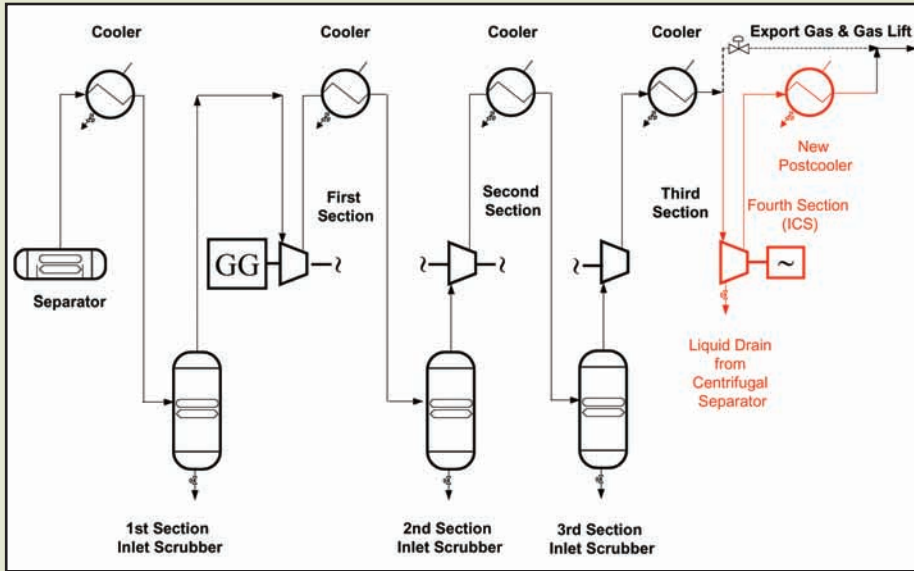 Cooler
Cooler
Cooler
Cooler
Export Gas & Gas Lift
New
Postcooler
First
Section
Second
Section
Third
Section
Fourth Section
(ICS)
GG
~
~
~
~
~
Separator
Liquid Drain
from
Centrifugal
Separator
1st Section
Inlet Scrubber
2nd Section
Inlet Scrubber
3rd Section
Inlet Scrubber